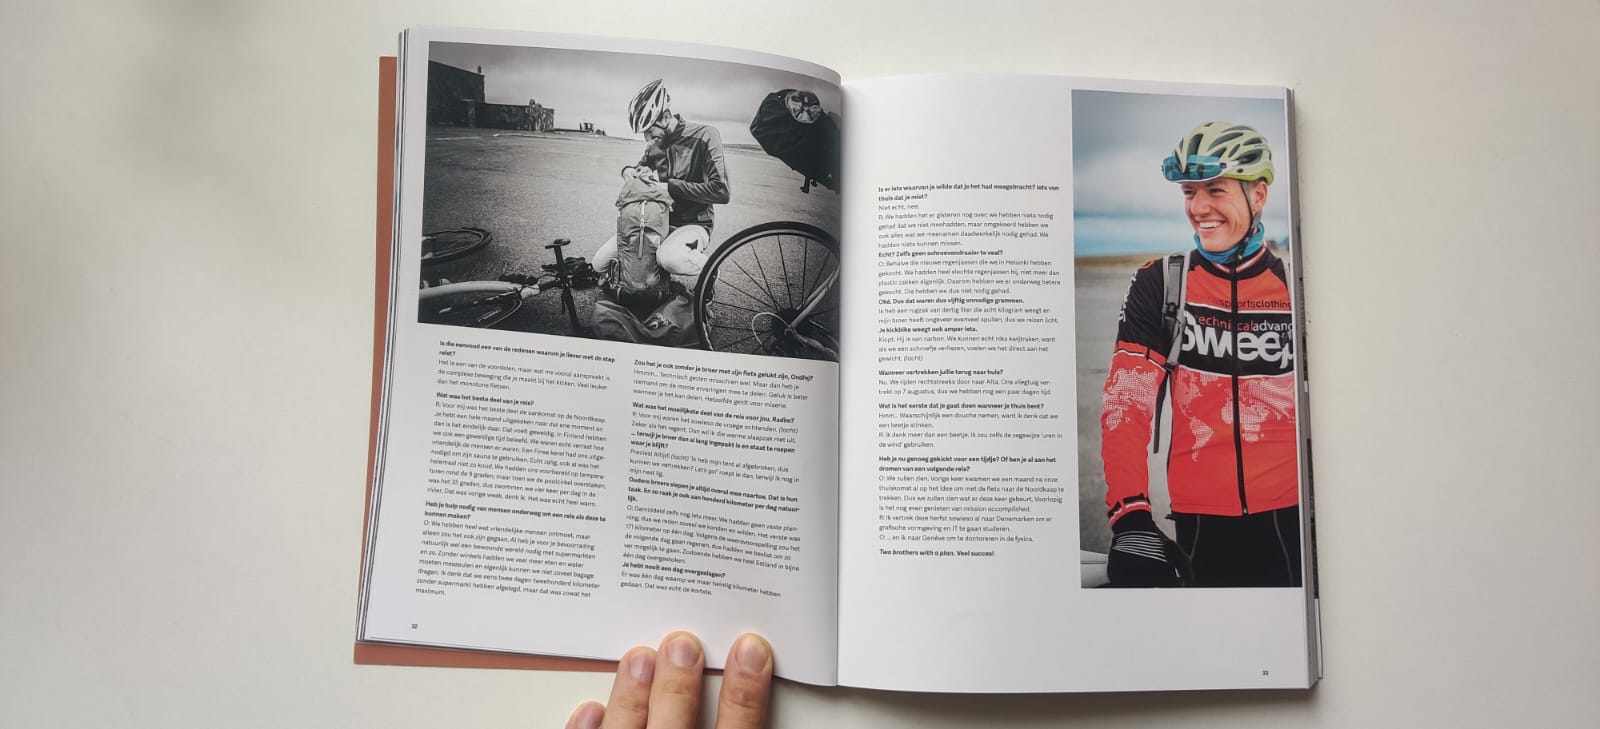 Is die eenvoud een van de redenen waarom je liever met de step
reist?
Het is een van de voordelen, maar wat me vooral aanspreekt is
de complexe beweging die je maakt bij het kicken. Veel leuker
dan het monotone fietsen.
Wat was het beste deel van je reis?
R: Voor mij was het beste deel de aankomst op de Noordkaap.
Je hebt een hele maand uitgekeken naar dat ene moment en
dan is het eindelijk daar. Dat voelt geweldig. In Finland hebben
we ook een geweldige tijd beleefd. We waren echt verrast hoe
vriendelijk de mensen er waren. Een Finse kerel had ons uitge-
nodigd om zijn sauna te gebruiken. Echt zalig, ook al was het
helemaal niet zo koud. We hadden ons voorbereid op tempera-
turen rond de 9 graden, maar toen we de poolcirkel overstaken,
was het 35 graden, dus zwommen we vier keer per dag in de
rivier. Dat was vorige week, denk ik. Het was echt heel warm.
Heb je hulp nodig van mensen onderweg om een reis als deze te
kunnen maken?
O: We hebben heel wat vriendelijke mensen ontmoet, maar
alleen zou het ook zijn gegaan. Al heb je voor je bevoorrading
natuurlijk wel een bewoonde wereld nodig met supermarkten
en zo. Zonder winkels hadden we veel meer eten en water
moeten meezeulen en eigenlijk kunnen we niet zoveel bagage
dragen. Ik denk dat we eens twee dagen tweehonderd kilometer
zonder supermarkt hebben afgelegd, maar dat was zowat het
maximum.
32
Zou het je ook zonder je broer met zijn fiets gelukt zijn, Ondřej?
Hmmm... Technisch gezien misschien wel. Maar dan heb je
niemand om de mooie ervaringen mee te delen. Geluk is beter
wanneer je het kan delen. Hetzelfde geldt voor miserie.
Wat was het moeilijkste deel van de reis voor jou, Radim?
R: Voor mij waren het sowieso de vroege ochtenden. (lacht)
Zeker als het regent. Dan wil ik die warme slaapzak niet uit.
... terwijl je broer dan al lang ingepakt is en staat te roepen
waar je blijft?
Precies! Altijd! (lacht) 'Ik heb mijn tent al afgebroken, dus
kunnen we vertrekken? Let's go!' roept ie dan, terwijl ik nog in
mijn nest lig.
Oudere broers slepen je altijd overal mee naartoe. Dat is hun
taak. En zo raak je ook aan honderd kilometer per dag natuur-
lijk.
O: Gemiddeld zelfs nog iets meer. We hadden geen vaste plan-
ning, dus we reden zoveel we konden en wilden. Het verste was
171 kilometer op één dag. Volgens de weersvoorspelling zou het
de volgende dag gaan regenen, dus hadden we beslist om zo
ver mogelijk te gaan. Zodoende hebben we heel Estland in bijna
één dag overgestoken.
Je hebt nooit een dag overgeslagen?
Er was één dag waarop we maar twintig kilometer hebben
gedaan. Dat was echt de kortste.
Is er iets waarvan je wilde dat je het had meegebracht? Iets van
thuis dat je mist?
Niet echt, nee.
R: We hadden het er gisteren nog over: we hebben niets nodig
gehad dat we niet meehadden, maar omgekeerd hebben we
ook alles wat we meenamen daadwerkelijk nodig gehad. We
hadden niets kunnen missen.
Echt? Zelfs geen schroevendraaier te veel?
O: Behalve die nieuwe regenjassen die we in Helsinki hebben
gekocht. We hadden heel slechte regenjassen bij, niet meer dan
plastic zakken eigenlijk. Daarom hebben we er onderweg betere
gekocht. Die hebben we dus niet nodig gehad.
Oké. Dus dat waren dus vijftig onnodige grammen.
Ik heb een rugzak van dertig liter die acht kilogram weegt en
mijn broer heeft ongeveer evenveel spullen, dus we reizen licht.
Je kickbike weegt ook amper iets.
Klopt. Hij is van carbon. We kunnen echt niks kwijtraken, want
als we een schroefje verliezen, voelen we het direct aan het
gewicht. (lacht)
Wanneer vertrekken jullie terug naar huis?
Nu. We rijden rechtstreeks door naar Alta. Ons vliegtuig ver-
trekt op 7 augustus, dus we hebben nog een paar dagen tijd.
Wat is het eerste dat je gaat doen wanneer je thuis bent?
Hmm... Waarschijnlijk een douche nemen, want ik denk dat we
een beetje stinken.
R: Ik denk meer dan een beetje. Ik zou zelfs de zegswijze 'uren in
de wind' gebruiken.
Heb je nu genoeg gekickt voor een tijdje? Of ben je al aan het
dromen van een volgende reis?
O: We zullen zien. Vorige keer kwamen we een maand na onze
thuiskomst al op het idee om met de fiets naar de Noordkaap te
trekken. Dus we zullen zien wat er deze keer gebeurt. Voorlopig
is het nog even genieten van mission accomplished.
R: Ik vertrek deze herfst sowieso al naar Denemarken om er
grafische vormgeving en IT te gaan studeren.
O: ... en ik naar Genève om te doctoreren in de fysica.
Two brothers with a plan. Veel succes!
sportsclothing
technicaladvanc
Sweep
33